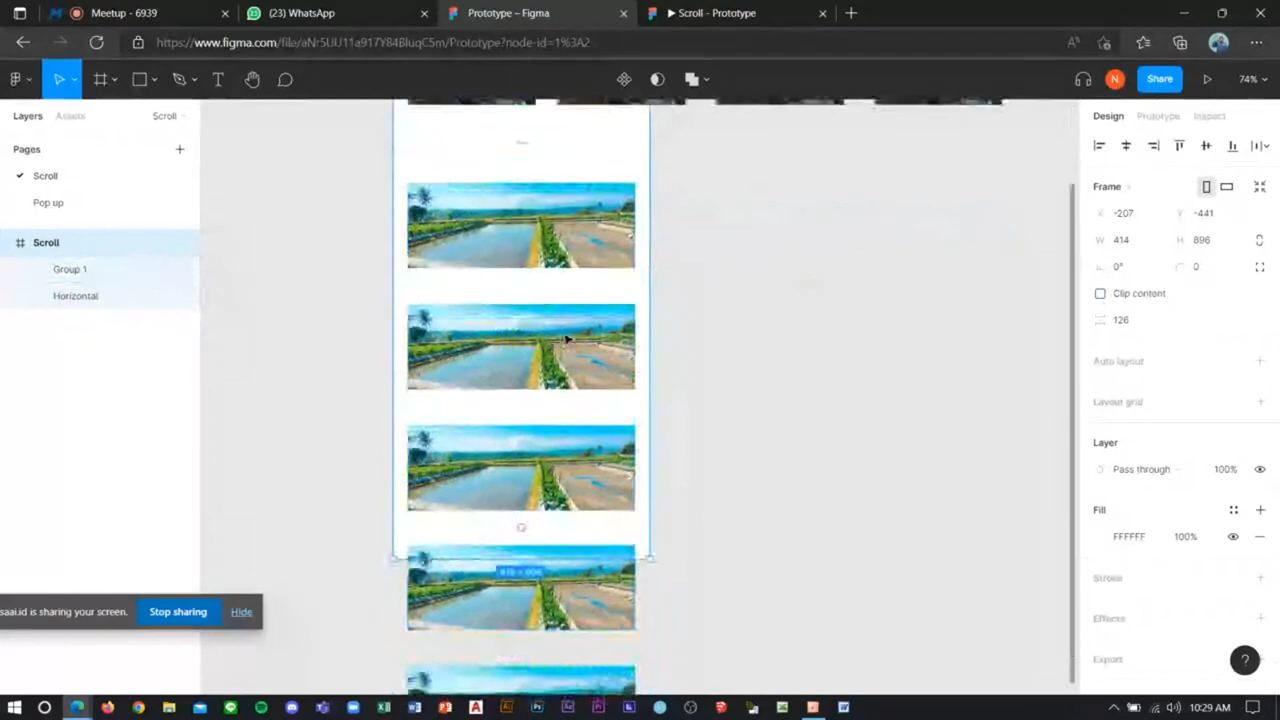 Meetup - 6939
(23) WhatsApp
Prototype – Figma
▶ Scroll - Prototype
https://www.figma.com/file/aNr5UU11a917Y84BluqC5m/Prototype?node-id=1%3A2
N
Share
74%
Layers
Assets
Scroll
Design
Prototype
Inspect
Pages
Scroll
Pop up
Scroll
Group 1
Horizontal
Frame
X -207
Y -441
W 414
H 896
0°
0
Clip content
126
Auto layout
Layout grid
Layer
Pass through
100%
Fill
FFFFFF
100%
Stroke
Effects
Export
?
saai.id is sharing your screen.
Stop sharing
Hide
10:29 AM